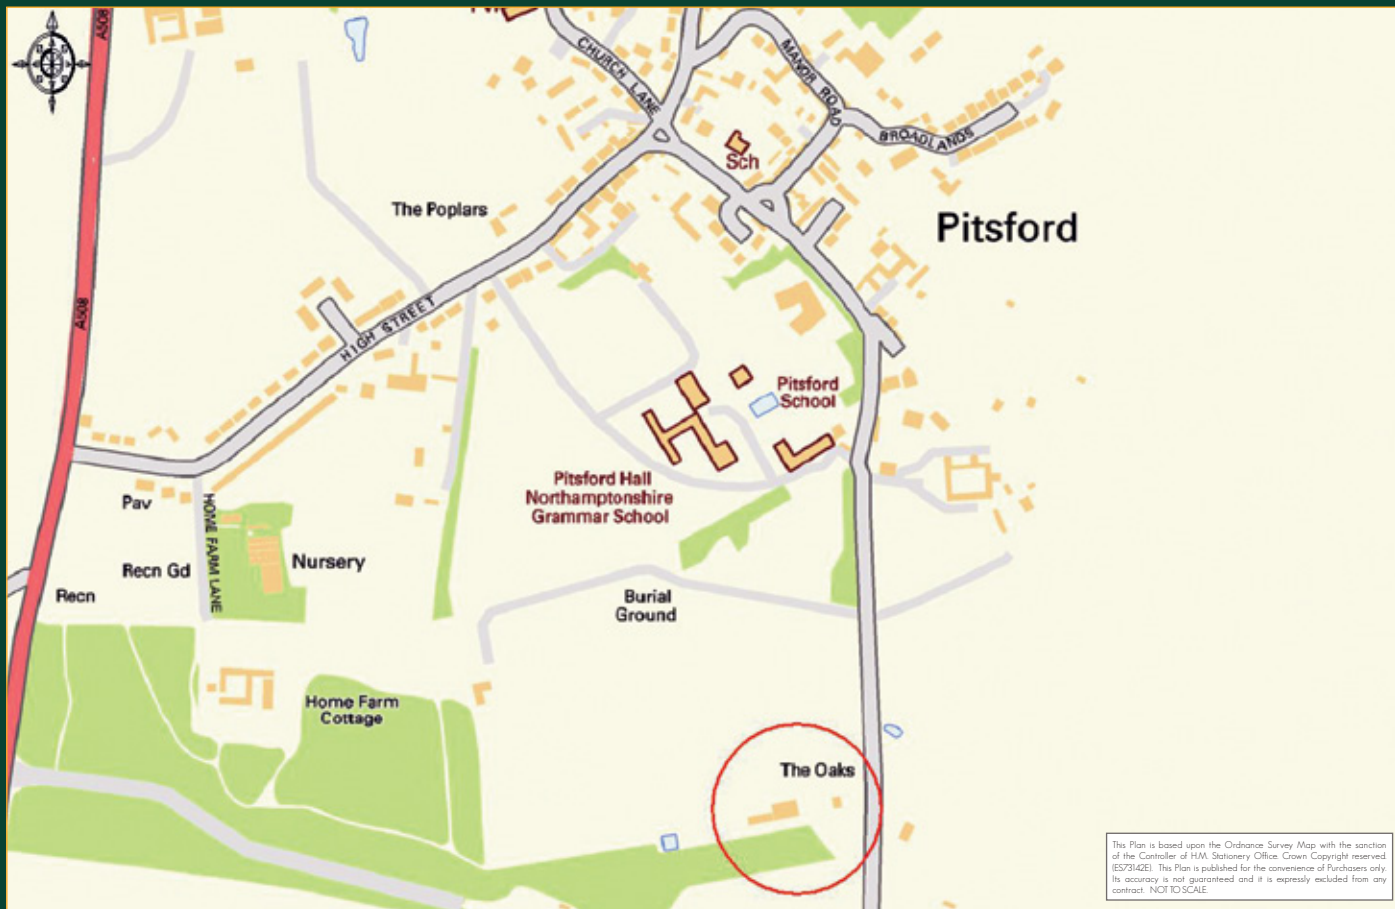 A508
CHURCH LANE
MANOR ROAD
BROADLANDS
Sch
The Poplars
Pitsford
A508
HIGH STREET
Pitsford
School
Pitsford Hall
Northamptonshire
Grammar School
Pav
HOME FARM LANE
Nursery
Recn Gd
Recn
Burial
Ground
Home Farm
Cottage
The Oaks
This Plan is based upon the Ordnance Survey Map with the sanction
of the Controller of H.M. Stationery Office. Crown Copyright reserved.
(ES73142E). This Plan is published for the convenience of Purchasers only.
Its accuracy is not guaranteed and it is expressly excluded from any
contract. NOT TO SCALE.